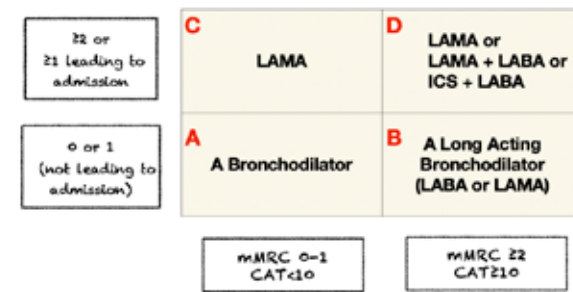 ≥2 or
≥1 leading to
admission
C
LAMA
D
LAMA or
LAMA + LABA or
ICS + LABA
0 or 1
(not leading to
admission)
A
A Bronchodilator
B
A Long Acting
Bronchodilator
(LABA or LAMA)
mMRC 0-1
CAT<10
mMRC ≥2
CAT≥10